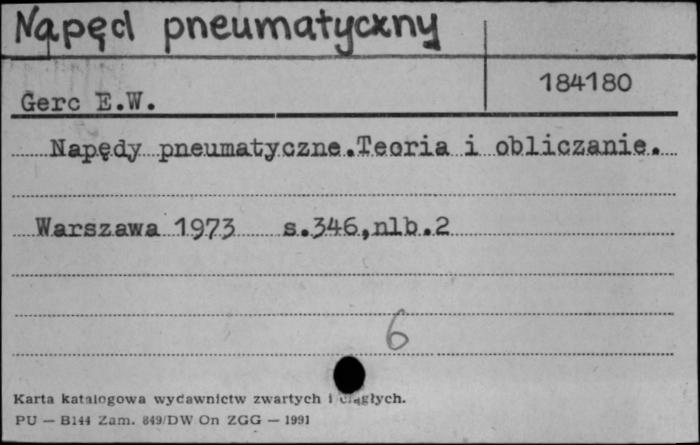 Napęd pneumatyczny
184180
Gerc E.W.
Napędy pneumatyczne.Teoria i obliczanie.
Warszawa 1973 s.346,nlb.2
6
Karta katalogowa wydawnictw zwartych i ciągłych.
PU — B144 Zam. 849/DW On ZGG — 1991